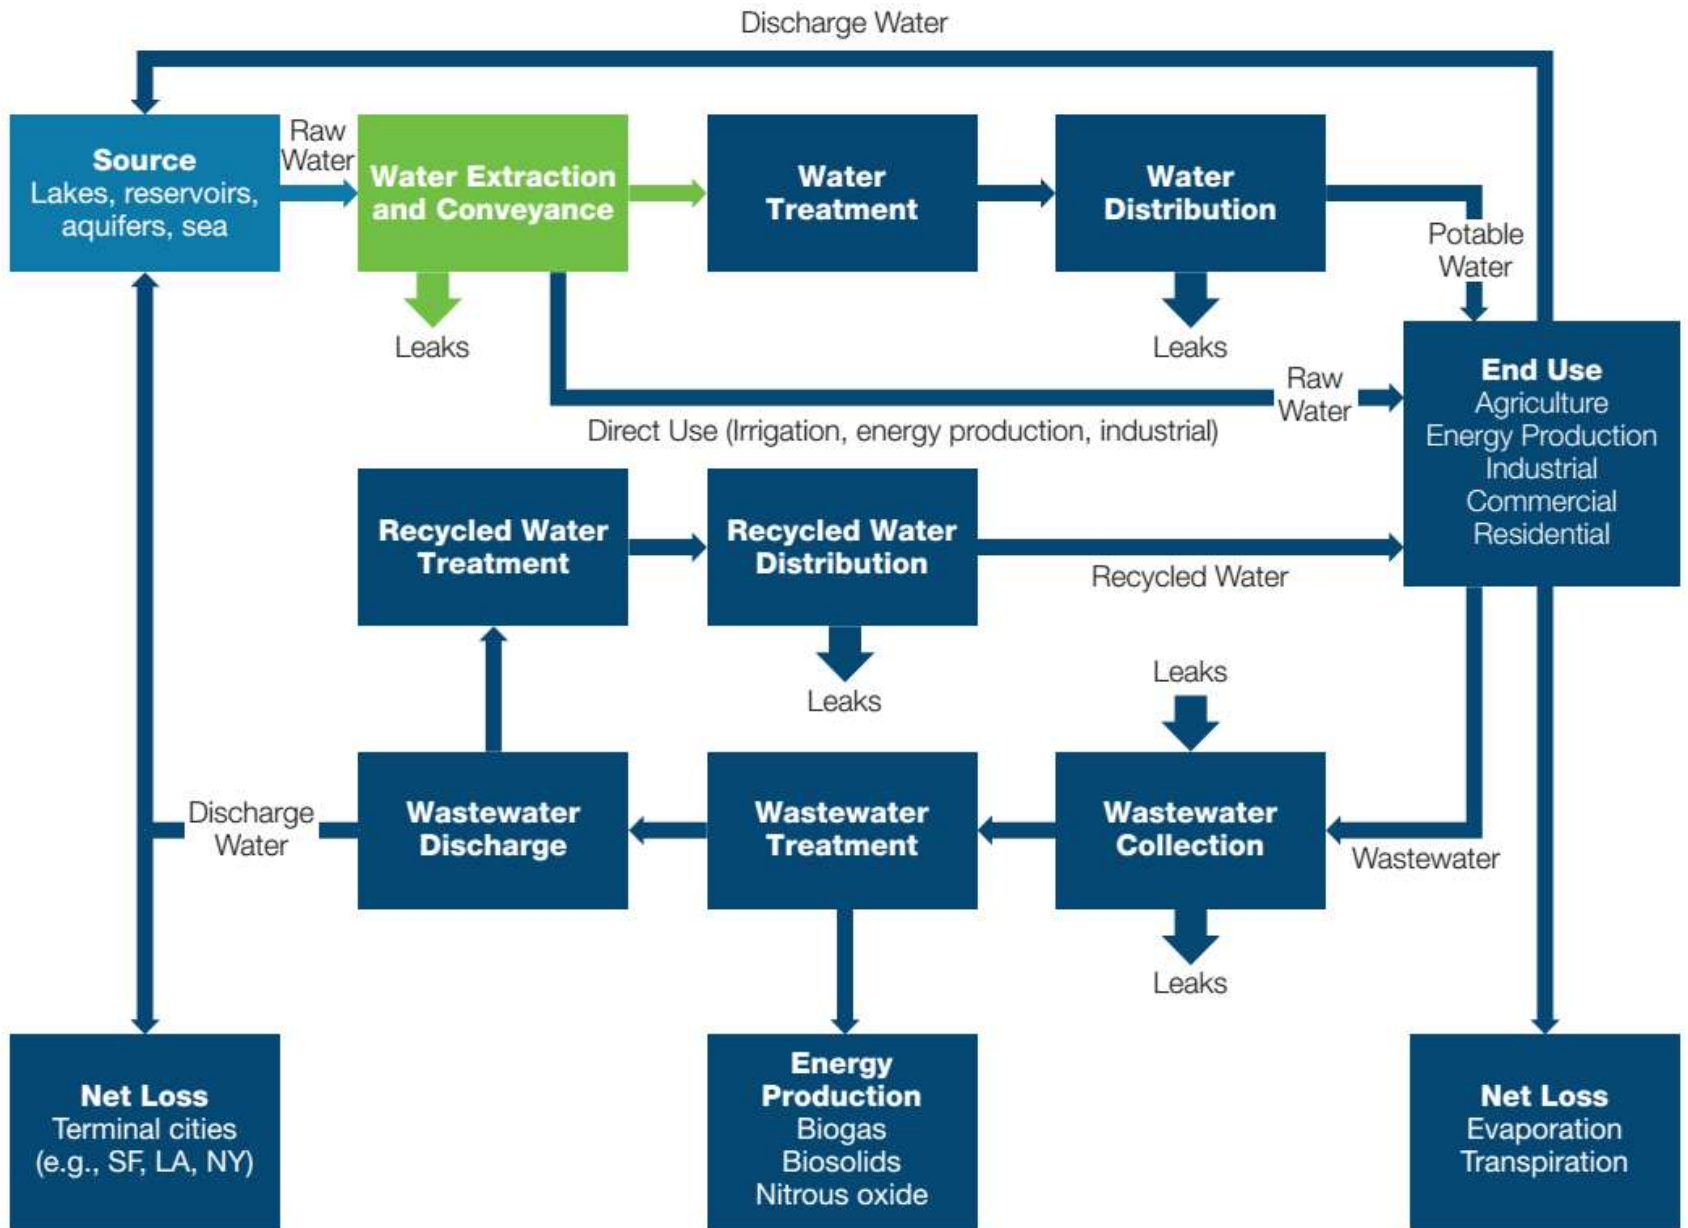 Discharge Water
Source
Lakes, reservoirs,
aquifers, sea
Raw
Water
Water Extraction
and Conveyance
Water
Treatment
Water
Distribution
Potable
Water
Leaks
Leaks
End Use
Agriculture
Energy Production
Industrial
Commercial
Residential
Raw
Water
Direct Use (Irrigation, energy production, industrial)
Recycled Water
Treatment
Recycled Water
Distribution
Recycled Water
Leaks
Leaks
Discharge
Water
Wastewater
Discharge
Wastewater
Treatment
Wastewater
Collection
Wastewater
Leaks
Net Loss
Terminal cities
(e.g., SF, LA, NY)
Energy
Production
Biogas
Biosolids
Nitrous oxide
Net Loss
Evaporation
Transpiration